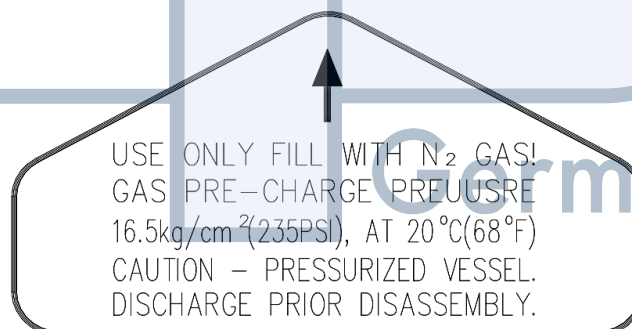 USE ONLY FILL WITH N₂ GAS!
GAS PRE-CHARGE PREUUSRE
16.5kg/cm²(235PSI), AT 20°C(68°F)
CAUTION - PRESSURIZED VESSEL.
DISCHARGE PRIOR DISASSEMBLY.
Germ